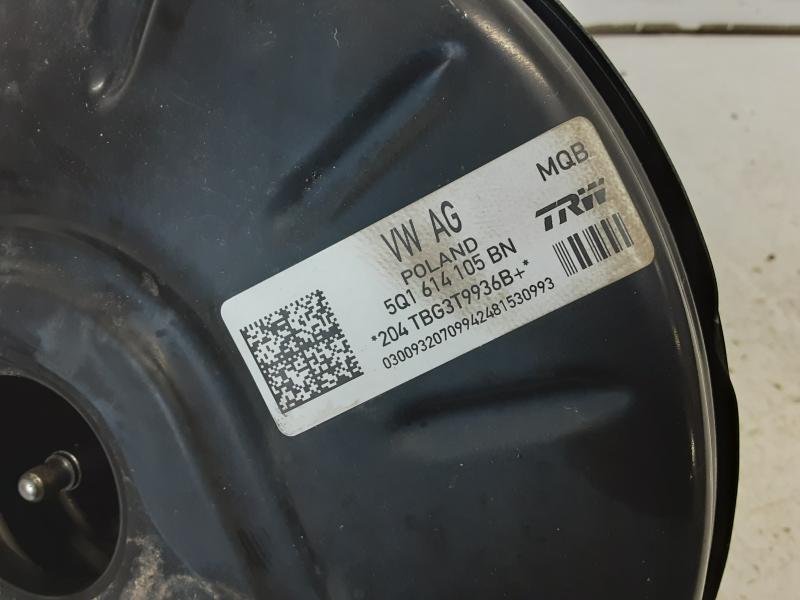 MQB
VW AG
TRW
POLAND
5Q1 614 105 BN
*204 TBG3T9936B+*
03009320709942481530993